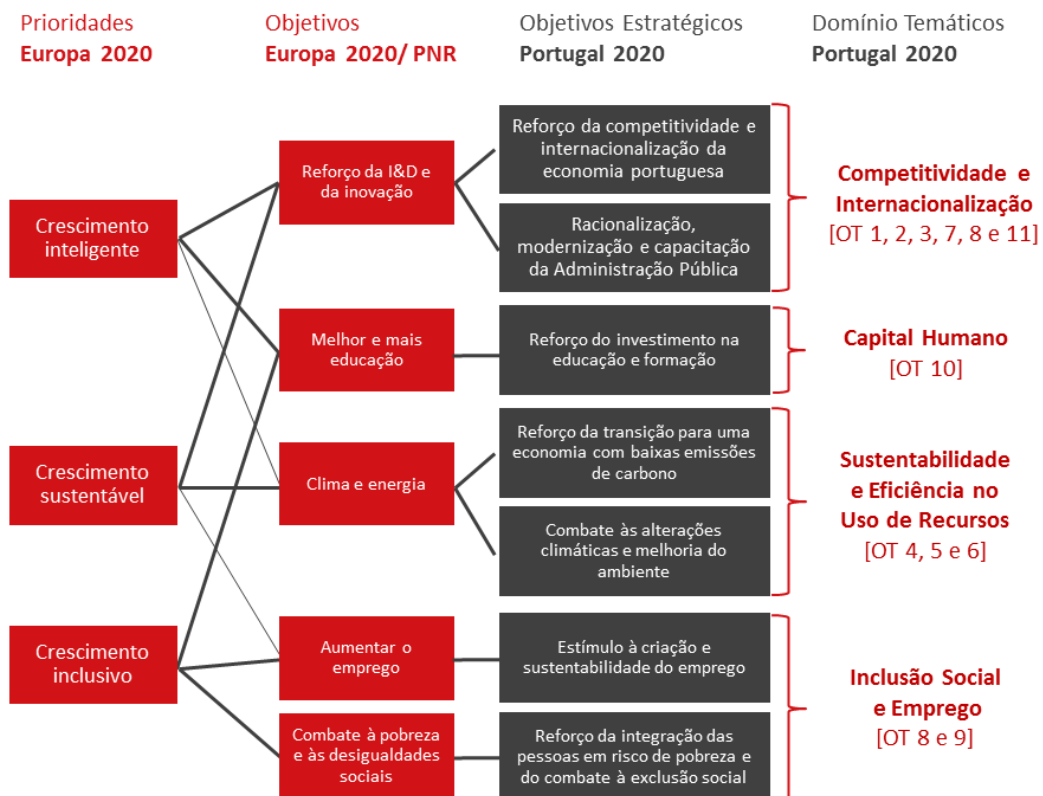 Prioridades
Europa 2020
Objetivos
Europa 2020/ PNR
Objetivos Estratégicos
Portugal 2020
Domínio Temáticos
Portugal 2020
Crescimento
inteligente
Crescimento
sustentável
Crescimento
inclusivo
Reforço da I&D e
da inovação
Melhor e mais
educação
Clima e energia
Aumentar o
emprego
Combate à pobreza
e às desigualdades
sociais
Reforço da competitividade e
internacionalização da
economia portuguesa
Racionalização,
modernização e capacitação
da Administração Pública
Reforço do investimento na
educação e formação
Reforço da transição para uma
economia com baixas emissões
de carbono
Combate às alterações
climáticas e melhoria do
ambiente
Estímulo à criação e
sustentabilidade do emprego
Reforço da integração das
pessoas em risco de pobreza e
do combate à exclusão social
Competitividade e
Internacionalização
[OT 1, 2, 3, 7, 8 e 11]
Capital Humano
[OT 10]
Sustentabilidade
e Eficiência no
Uso de Recursos
[OT 4, 5 e 6]
Inclusão Social
e Emprego
[OT 8 e 9]